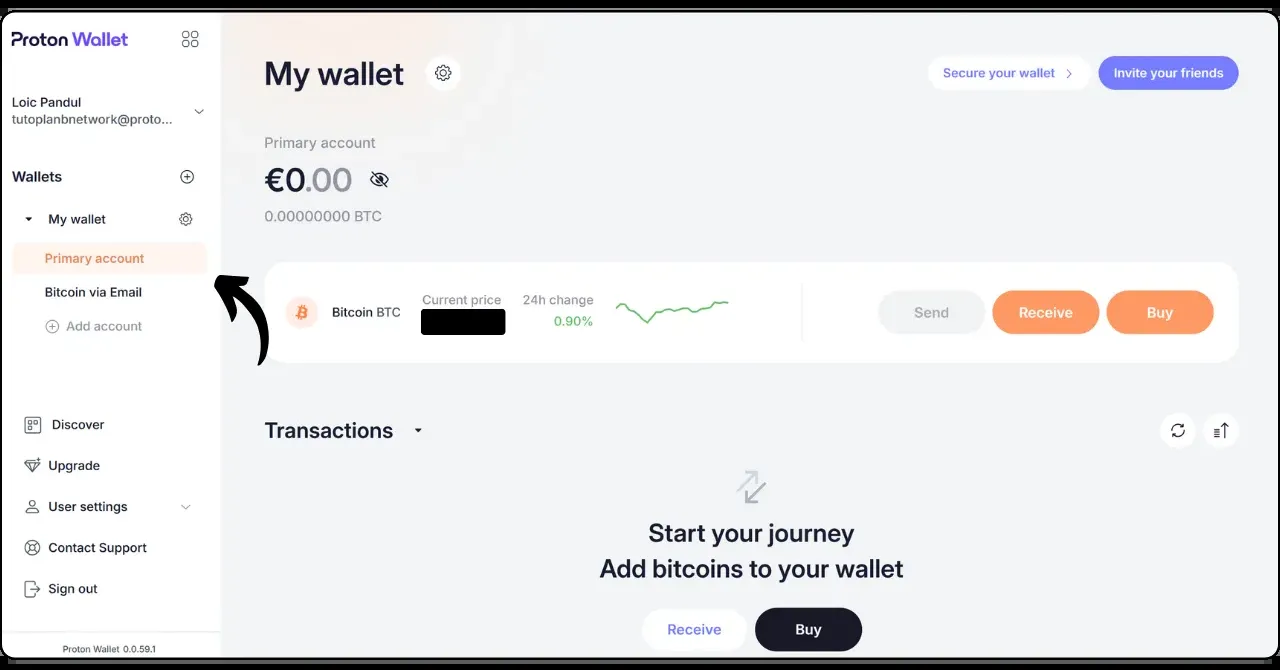 Proton Wallet
Loic Pandul
tutoplanbnetwork@proto...
Wallets
My wallet
Primary account
Bitcoin via Email
Add account
Discover
Upgrade
User settings
Contact Support
Sign out
Proton Wallet 0.0.59.1
My wallet
Secure your wallet
Invite your friends
Primary account
€0.00
0.00000000 BTC
Bitcoin BTC
Current price
24h change
0.90%
Send
Receive
Buy
Transactions
Start your journey
Add bitcoins to your wallet
Receive
Buy